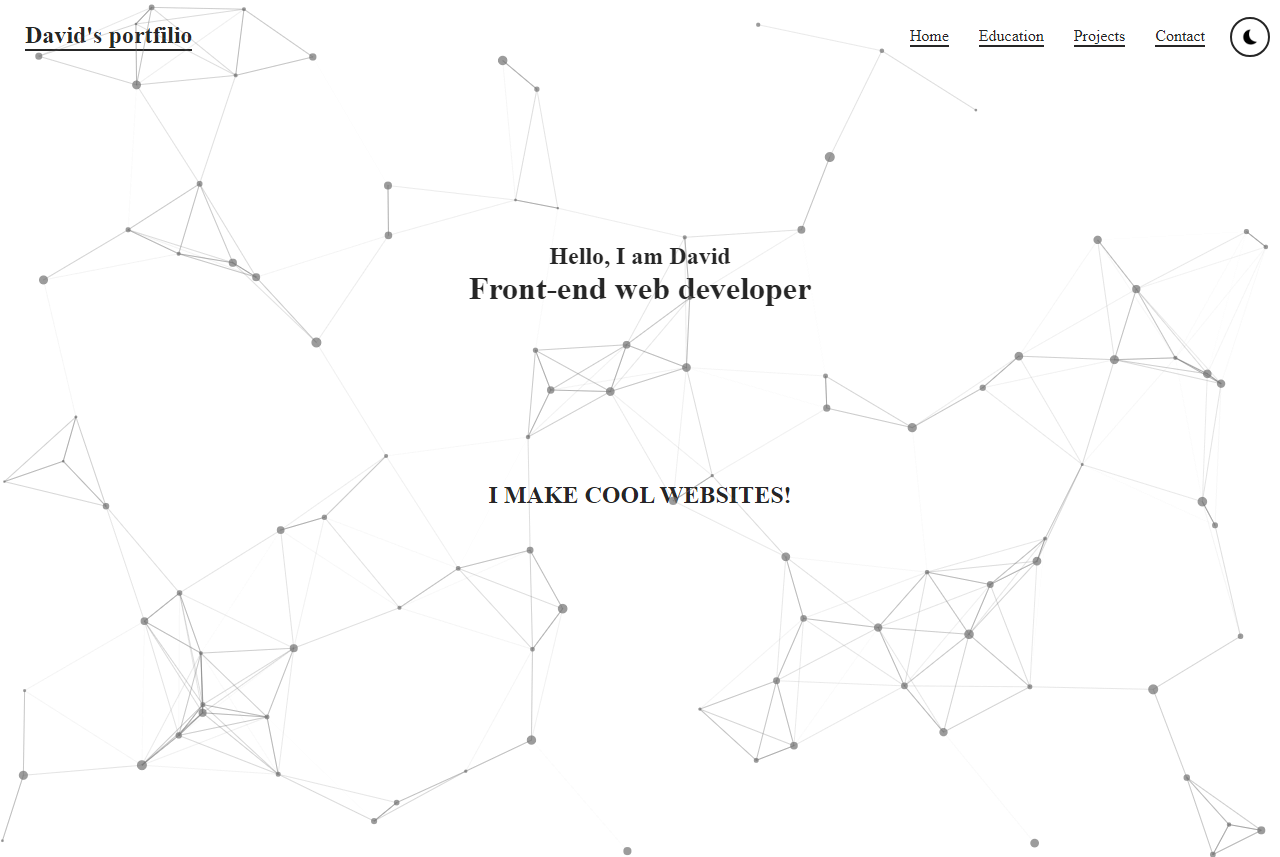 David's portfilio
Home
Education
Projects
Contact
Hello, I am David
Front-end web developer
I MAKE COOL WEBSITES!